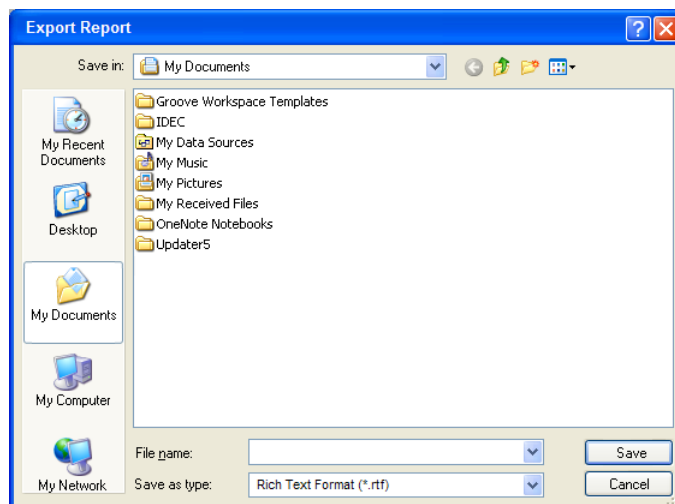 Export Report
Save in:
My Documents
My Recent
Documents
Desktop
My Documents
My Computer
My Network
Groove Workspace Templates
IDEC
My Data Sources
My Music
My Pictures
My Received Files
OneNote Notebooks
Updater5
File name:
Save
Save as type:
Rich Text Format (*.rtf)
Cancel